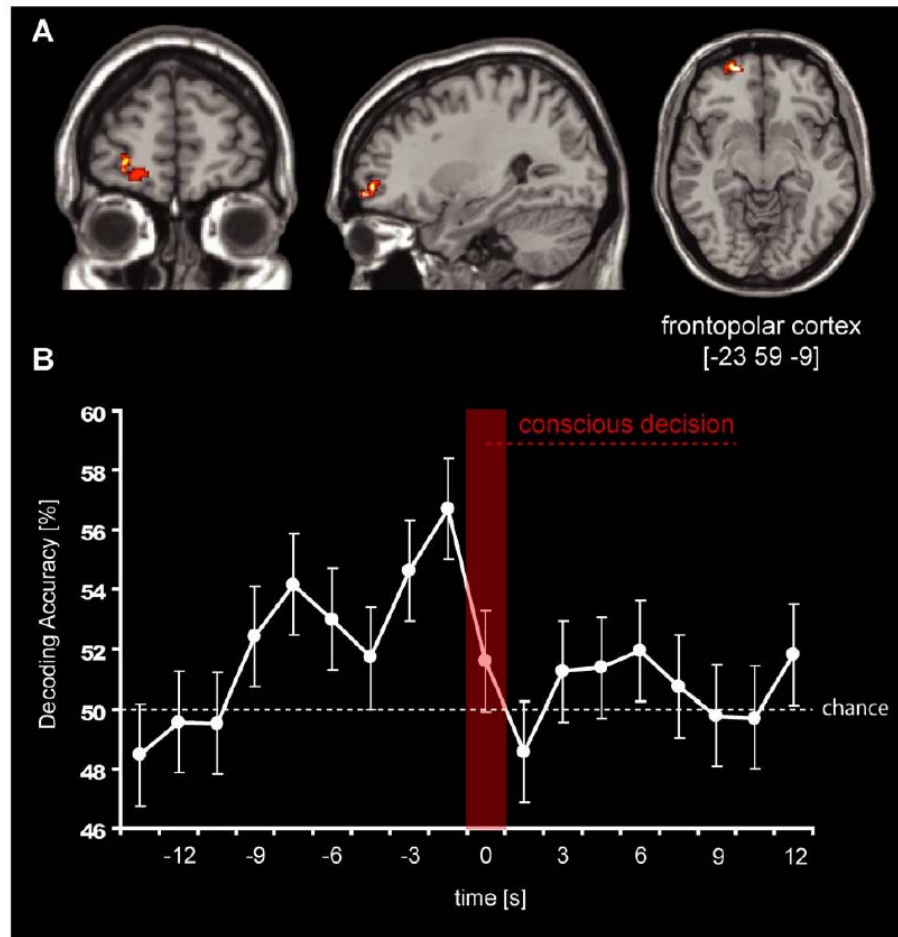 A
frontopolar cortex
[-23 59 -9]
B
60
58
56
54
52
50
48
46
Decoding Accuracy [%]
conscious decision
chance
-12 -9 -6 -3 0 3 6 9 12
time [s]